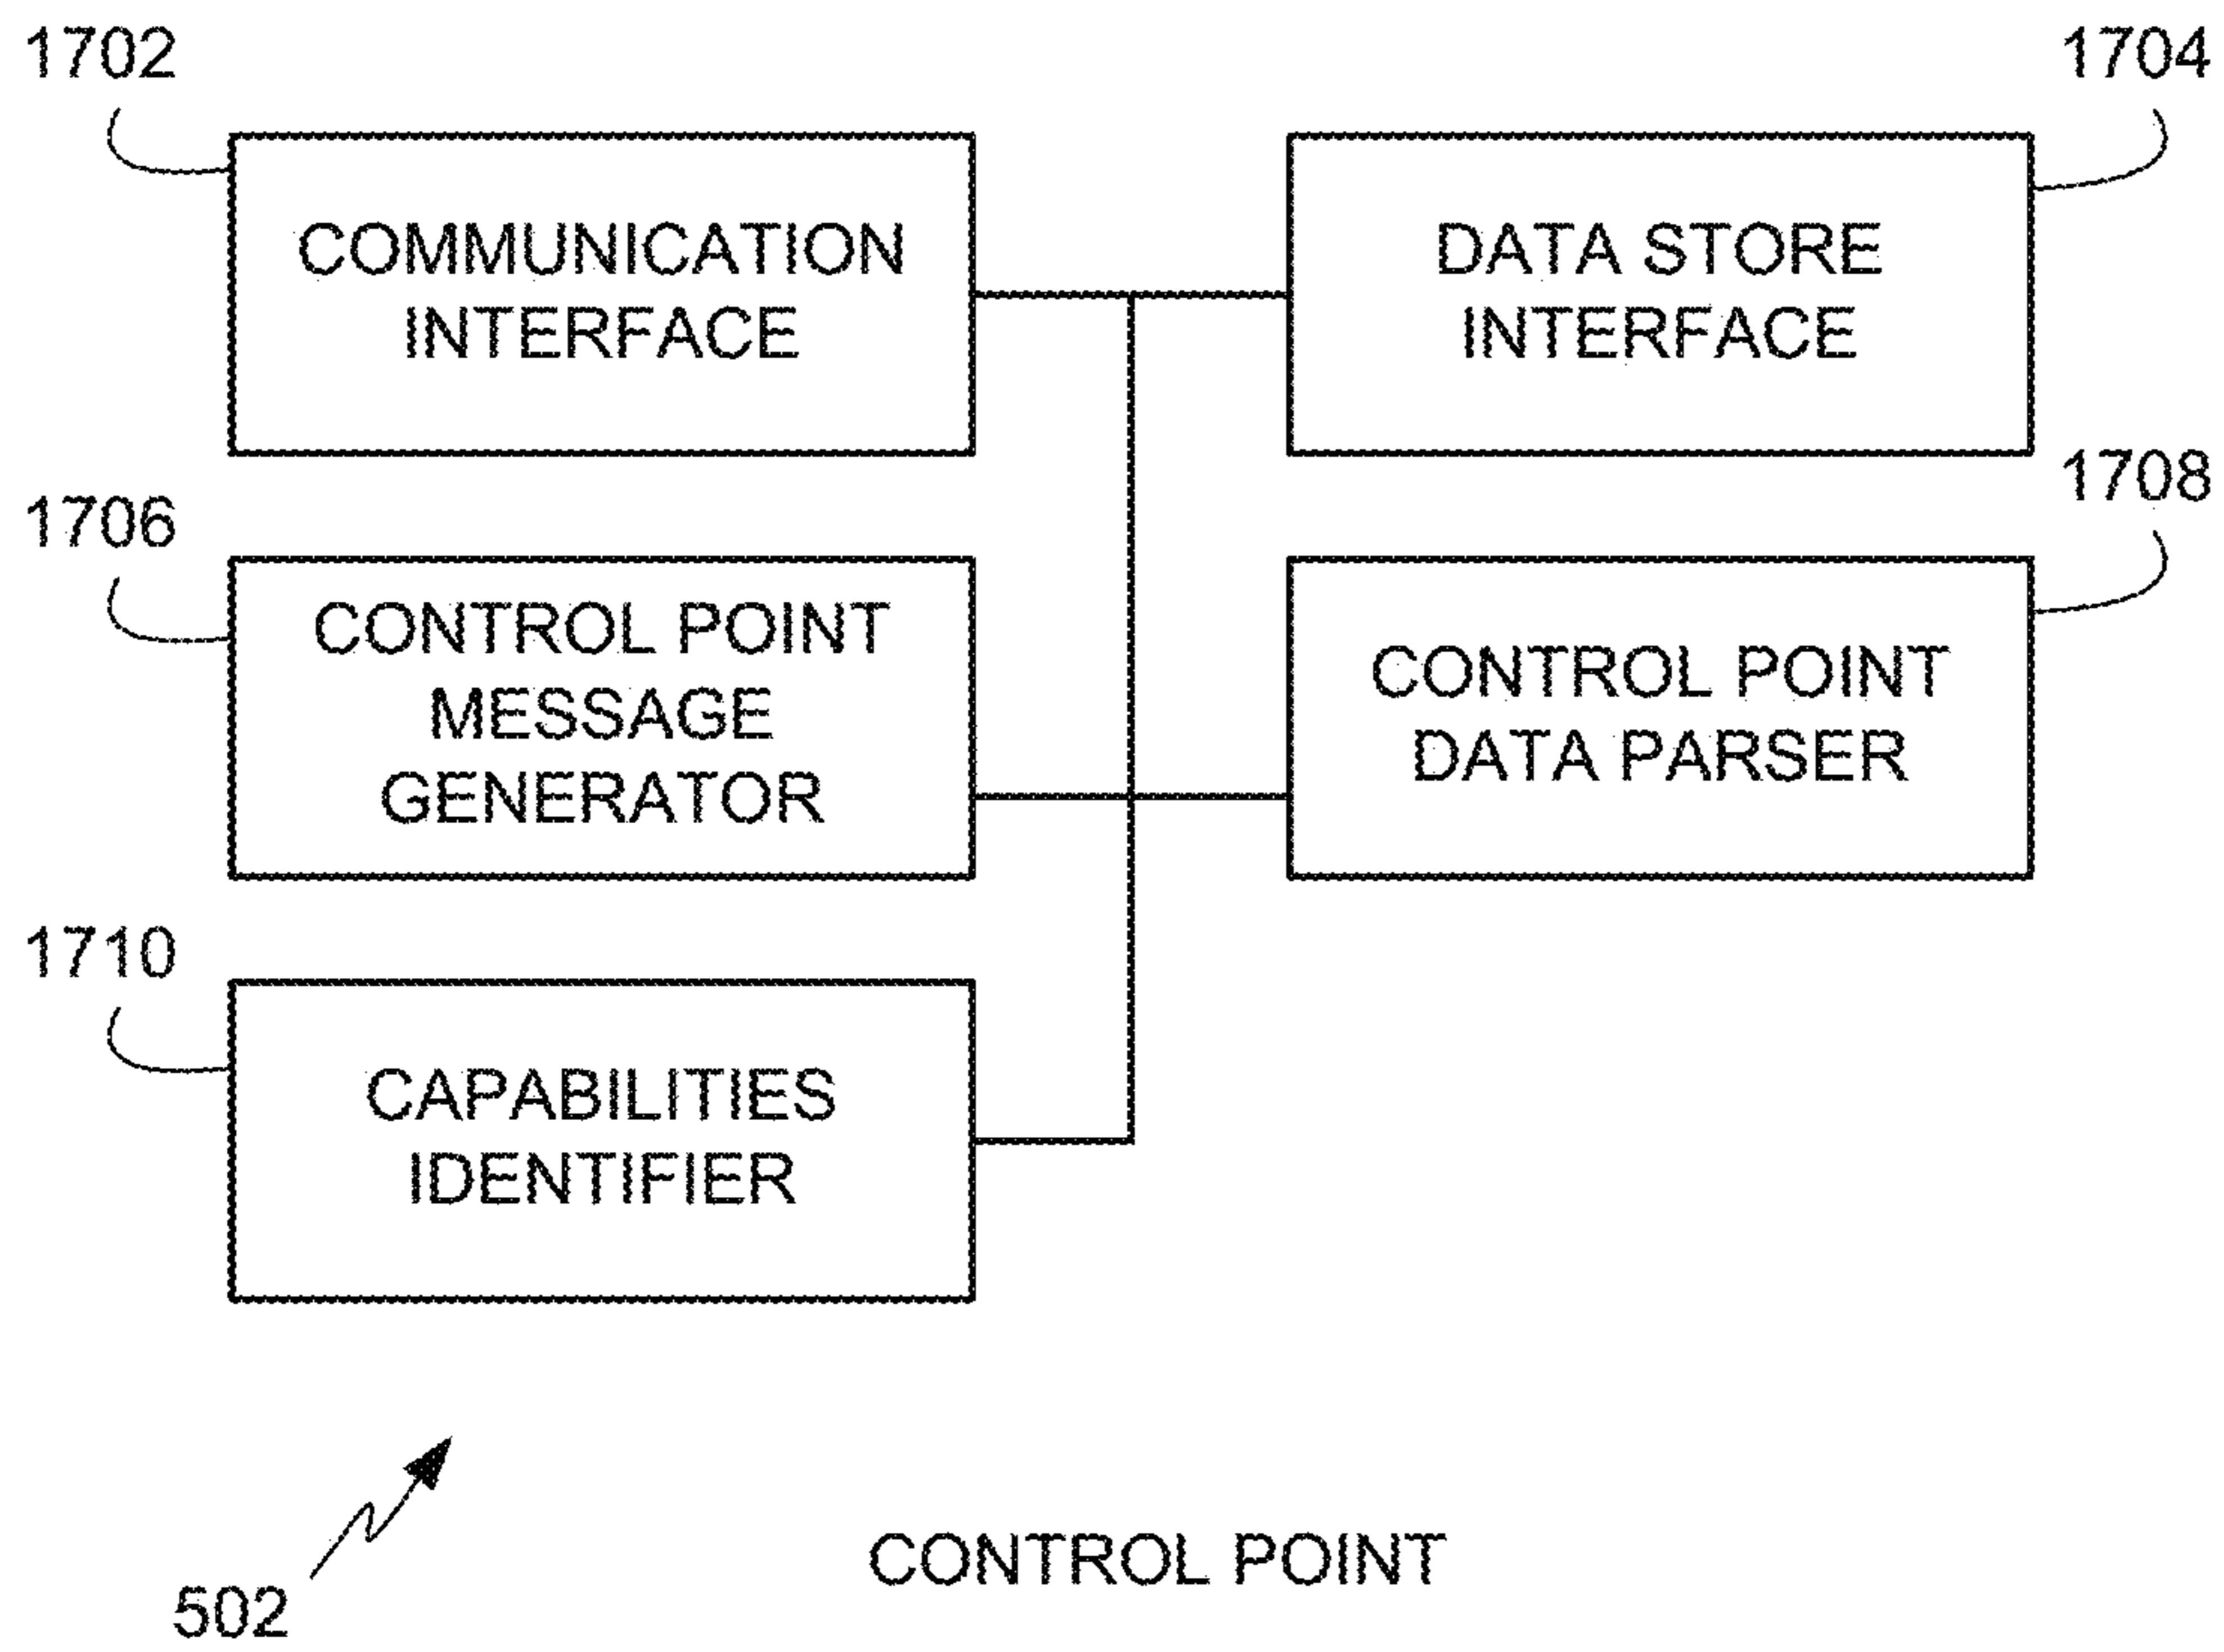 1702
1704
COMMUNICATION
INTERFACE
DATA STORE
INTERFACE
1706
1708
CONTROL POINT
MESSAGE
GENERATOR
CONTROL POINT
DATA PARSER
1710
CAPABILITIES
IDENTIFIER
502
CONTROL POINT